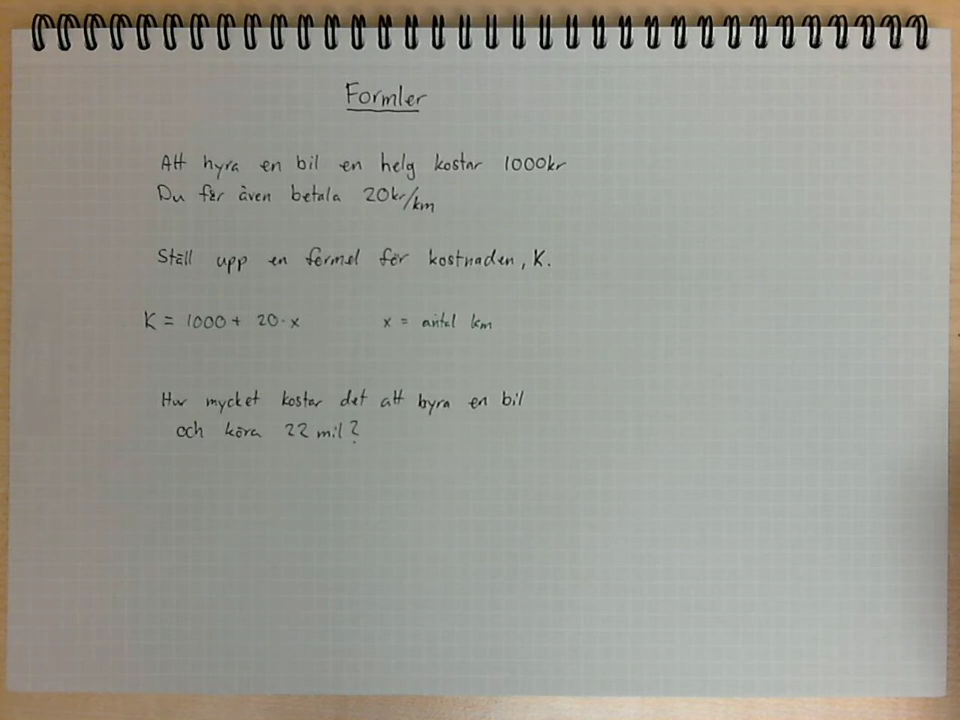 Formler
Att hyra en bil en helg kostar 1000kr
Du får även betala 20kr/km
Ställ upp en formel för kostnaden, K.
K = 1000 + 20·x x = antal km
Hur mycket kostar det att hyra en bil
och köra 22 mil?